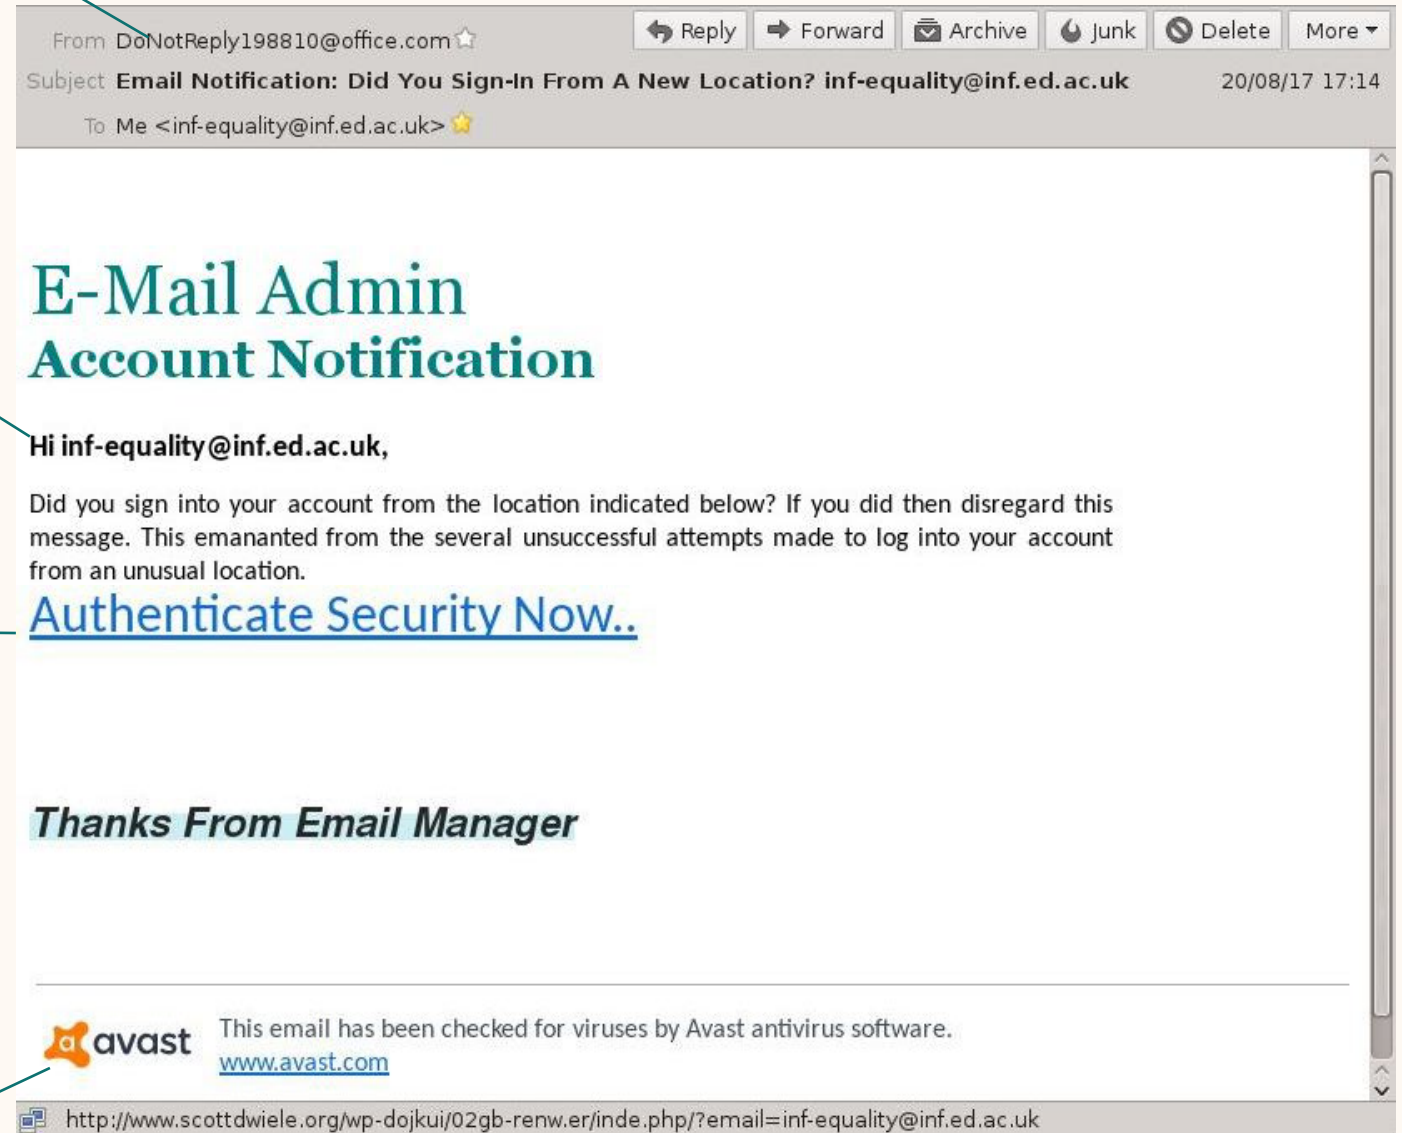 From DoNotReply198810@office.com Reply Forward Archive Junk Delete More
Subject Email Notification: Did You Sign-In From A New Location? inf-equality@inf.ed.ac.uk 20/08/17 17:14
To Me <inf-equality@inf.ed.ac.uk>
E-Mail Admin
Account Notification
Hi inf-equality@inf.ed.ac.uk,
Did you sign into your account from the location indicated below? If you did then disregard this
message. This emananted from the several unsuccessful attempts made to log into your account
from an unusual location.
Authenticate Security Now..
Thanks From Email Manager
avast
This email has been checked for viruses by Avast antivirus software.
www.avast.com
http://www.scottdwiele.org/wp-dojkui/02gb-renw.er/inde.php/?email=inf-equality@inf.ed.ac.uk